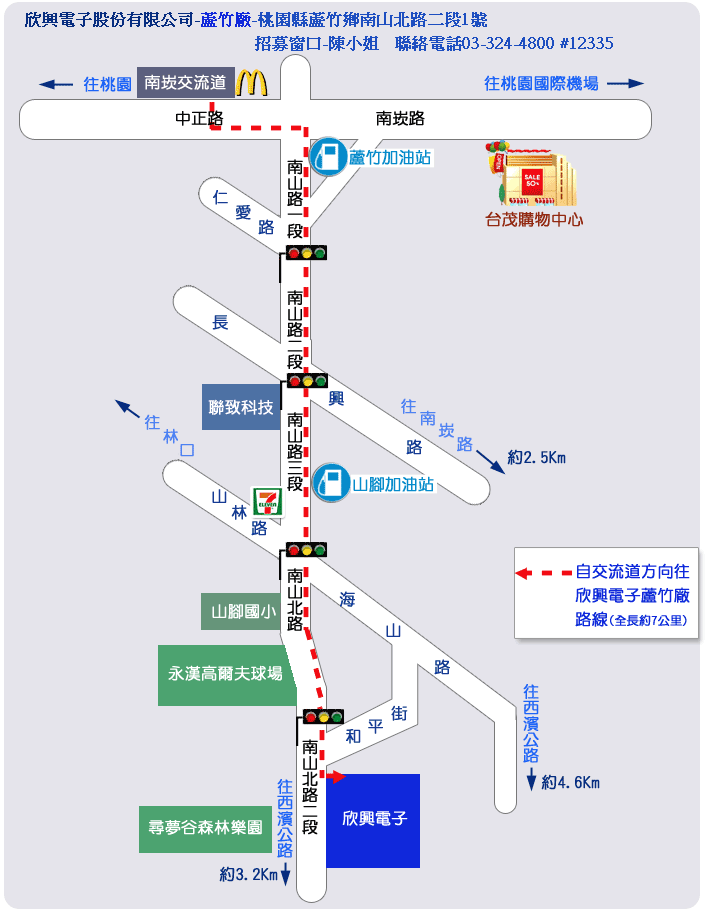 欣興電子股份有限公司-蘆竹廠-桃園縣蘆竹鄉南山北路二段1號
招募窗口-陳小姐 聯絡電話03-324-4800 #12335
往桃園
南崁交流道
往桃園國際機場
中正路
南崁路
蘆竹加油站
南山路一段
SALE
50%
台茂購物中心
仁愛路
南山路二段
長興路
聯致科技
往南崁路
約2.5Km
往林口
南山路三段
山腳加油站
7
ELEVEN
山林路
自交流道方向往
欣興電子蘆竹廠
路線(全長約7公里)
南山北路
山腳國小
海山路
永漢高爾夫球場
往西濱公路
約4.6Km
和平街
南山北路二段
欣興電子
往西濱公路
尋夢谷森林樂園
約3.2Km